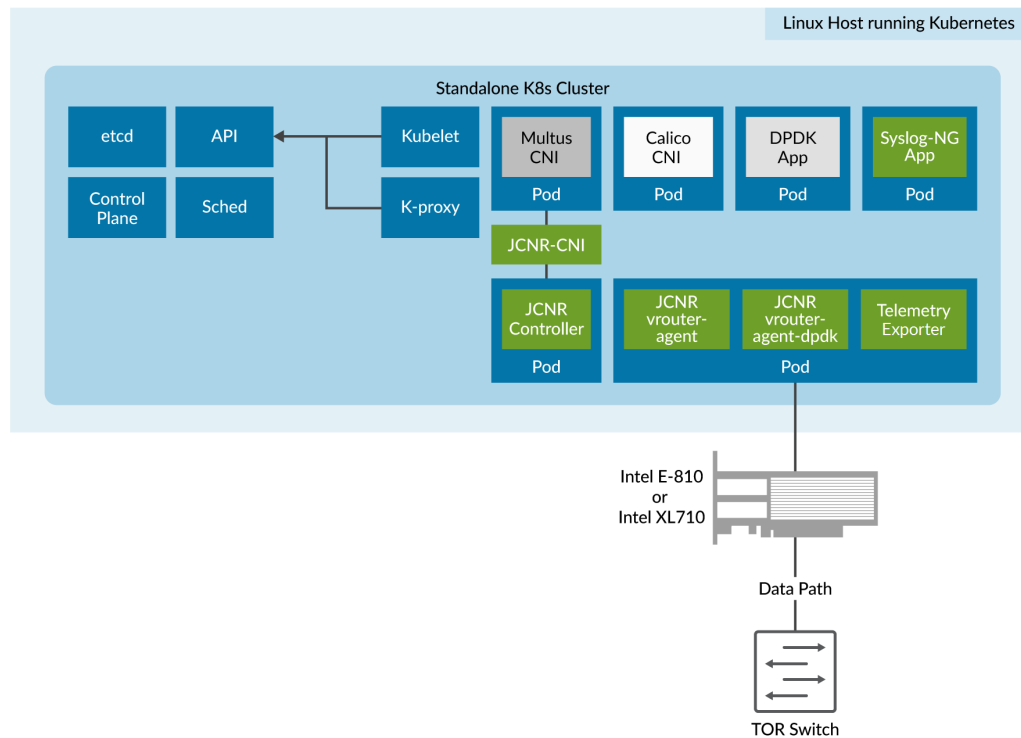 Linux Host running Kubernetes
Standalone K8s Cluster
etcd
API
Kubelet
Multus
CNI
Pod
Calico
CNI
Pod
DPDK
App
Pod
Syslog-NG
App
Pod
Control
Plane
Sched
K-proxy
JCNR-CNI
JCNR
Controller
Pod
JCNR
vrouter-
agent
JCNR
vrouter-
agent-dpdk
Telemetry
Exporter
Pod
Intel E-810
or
Intel XL710
Data Path
TOR Switch